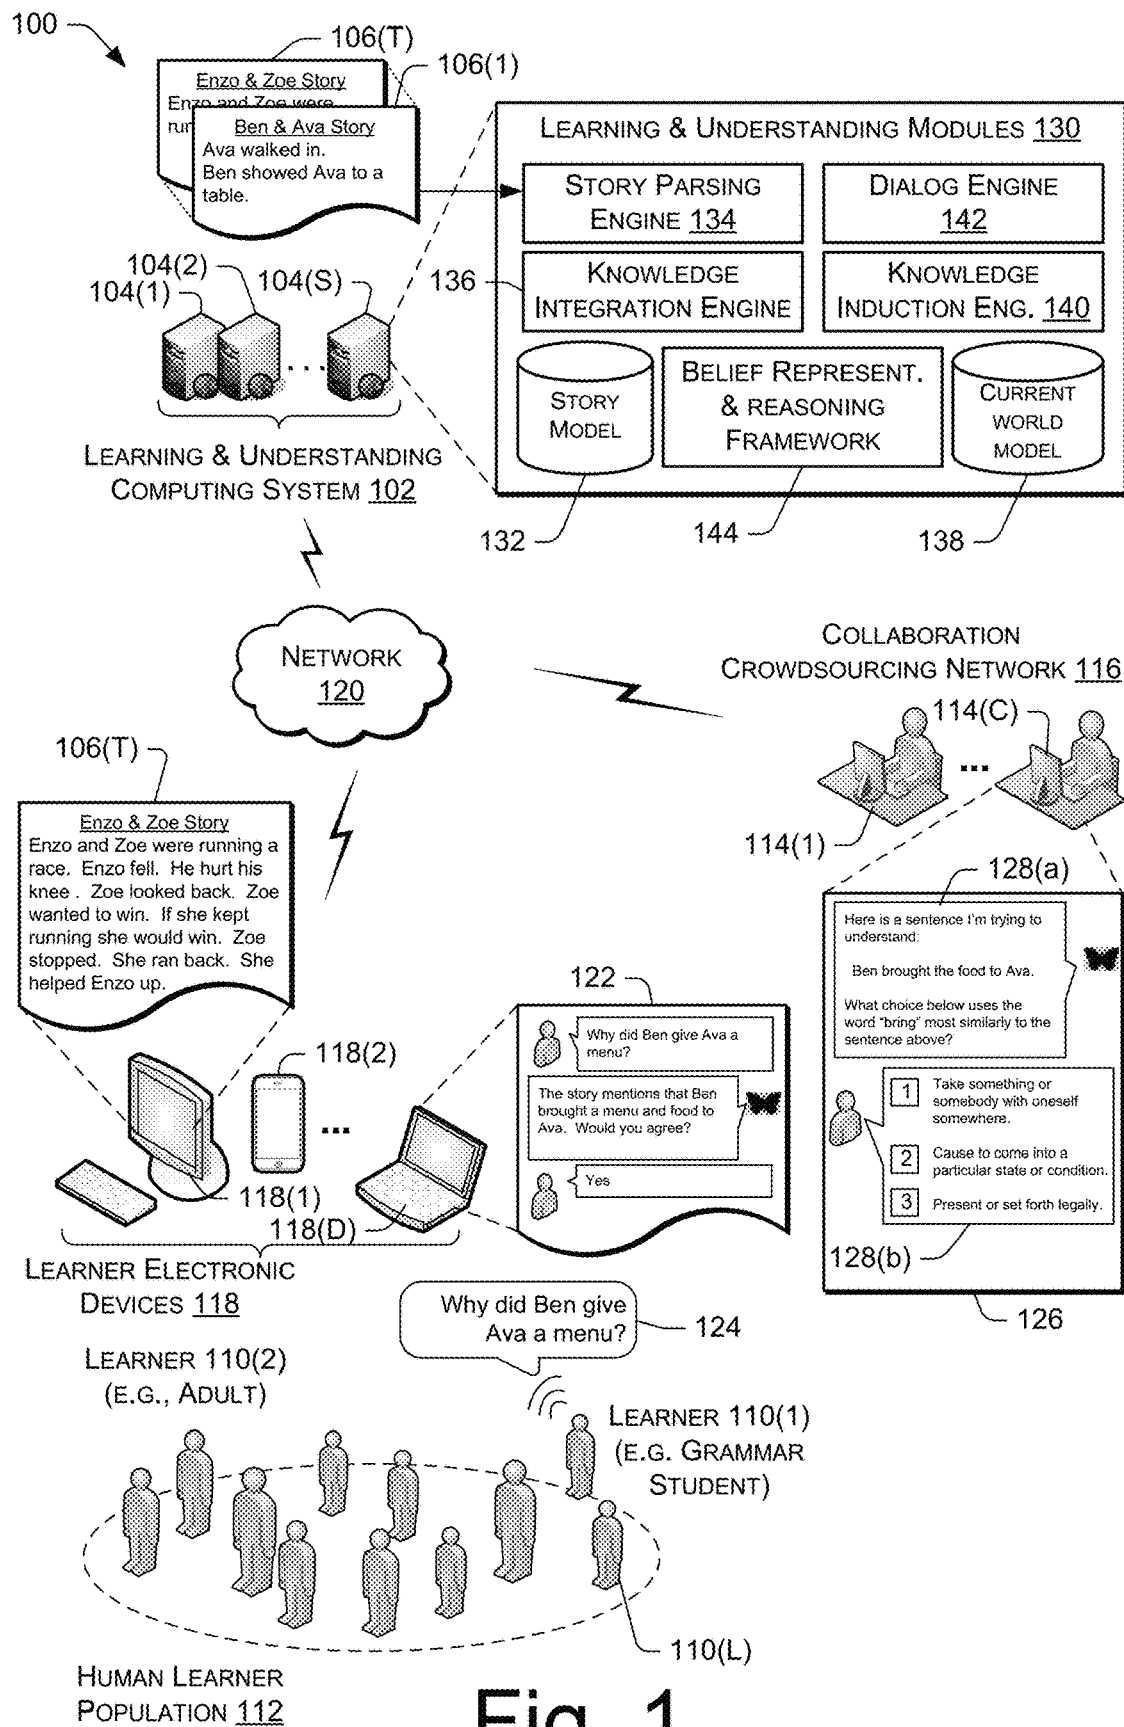 100
106(T)
106(1)
Enzo & Zoe Story
Enzo and Zoe were
run
Ben & Ava Story
Ava walked in.
Ben showed Ava to a
table.
LEARNING & UNDERSTANDING MODULES 130
STORY PARSING
ENGINE 134
DIALOG ENGINE
142
136
KNOWLEDGE
INTEGRATION ENGINE
KNOWLEDGE
INDUCTION ENG. 140
STORY
MODEL
BELIEF REPRESENT.
& REASONING
FRAMEWORK
CURRENT
WORLD
MODEL
132
144
138
104(1)
104(2)
104(S)
...
LEARNING & UNDERSTANDING
COMPUTING SYSTEM 102
NETWORK
120
COLLABORATION
CROWDSOURCING NETWORK 116
114(C)
...
114(1)
106(T)
Enzo & Zoe Story
Enzo and Zoe were running a
race. Enzo fell. He hurt his
knee . Zoe looked back. Zoe
wanted to win. If she kept
running she would win. Zoe
stopped. She ran back. She
helped Enzo up.
128(a)
Here is a sentence I'm trying to
understand:
Ben brought the food to Ava.
What choice below uses the
word "bring" most similarly to the
sentence above?
1 Take something or
somebody with oneself
somewhere.
2 Cause to come into a
particular state or condition.
3 Present or set forth legally.
128(b)
126
122
Why did Ben give Ava a
menu?
The story mentions that Ben
brought a menu and food to
Ava. Would you agree?
Yes
118(2)
...
118(1)
118(D)
LEARNER ELECTRONIC
DEVICES 118
Why did Ben give
Ava a menu?
124
LEARNER 110(2)
(E.G., ADULT)
LEARNER 110(1)
(E.G. GRAMMAR
STUDENT)
110(L)
HUMAN LEARNER
POPULATION 112
Fig. 1